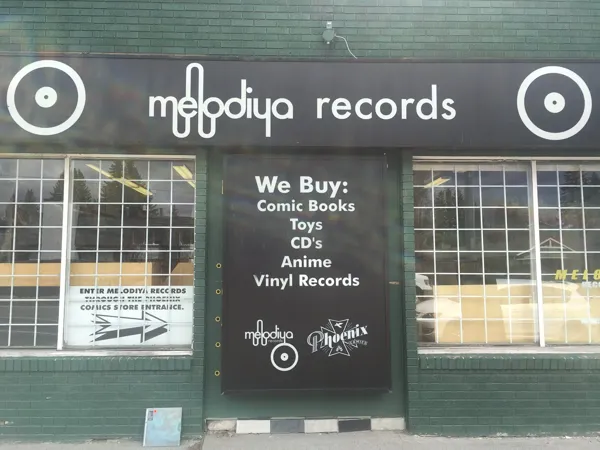 melodiya records
We Buy:
Comic Books
Toys
CD's
Anime
Vinyl Records
melodiya
Phoenix
ENTER MELODIYA RECORDS
THROUGH THE PHOENIX
COMICS STORE ENTRANCE.
MELO